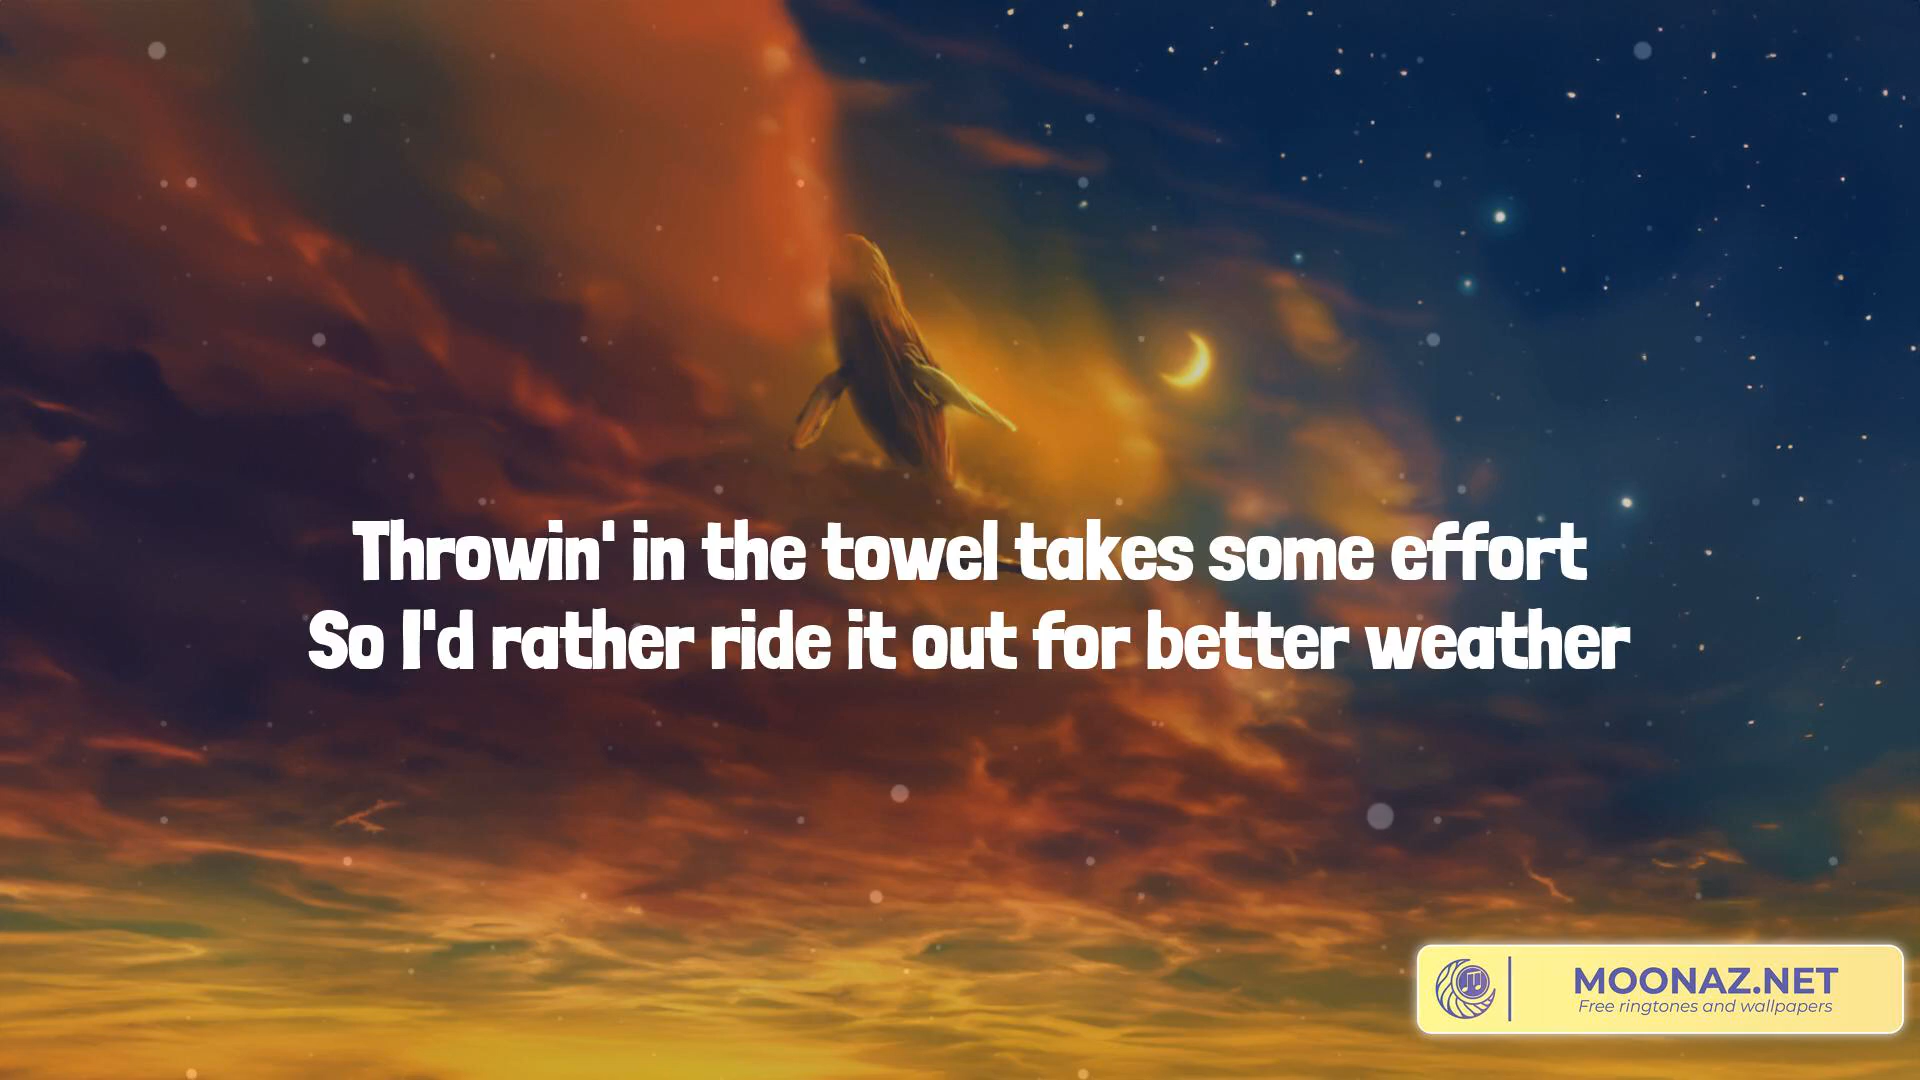 Throwin' in the towel takes some effort
So I'd rather ride it out for better weather
MOONAZ.NET
Free ringtones and wallpapers